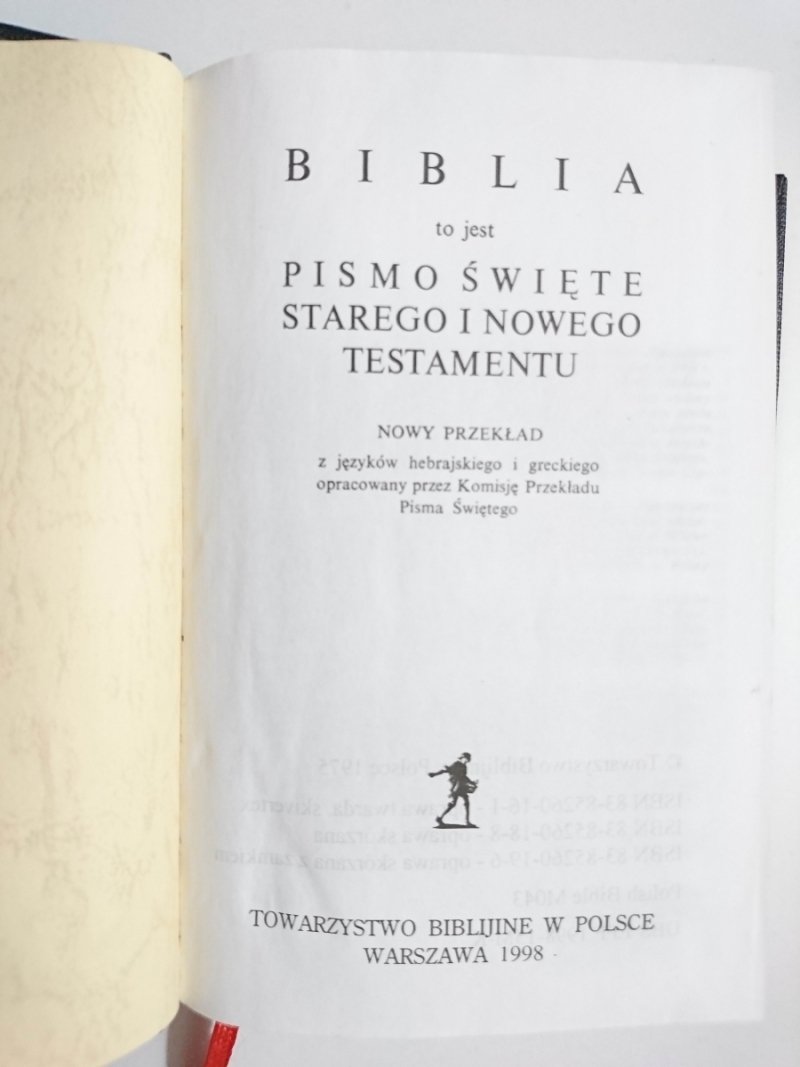 BIBLIA
to jest
PISMO ŚWIĘTE
STAREGO I NOWEGO
TESTAMENTU
NOWY PRZEKŁAD
z języków hebrajskiego i greckiego
opracowany przez Komisję Przekładu
Pisma Świętego
TOWARZYSTWO BIBLIJINE W POLSCE
WARSZAWA 1998